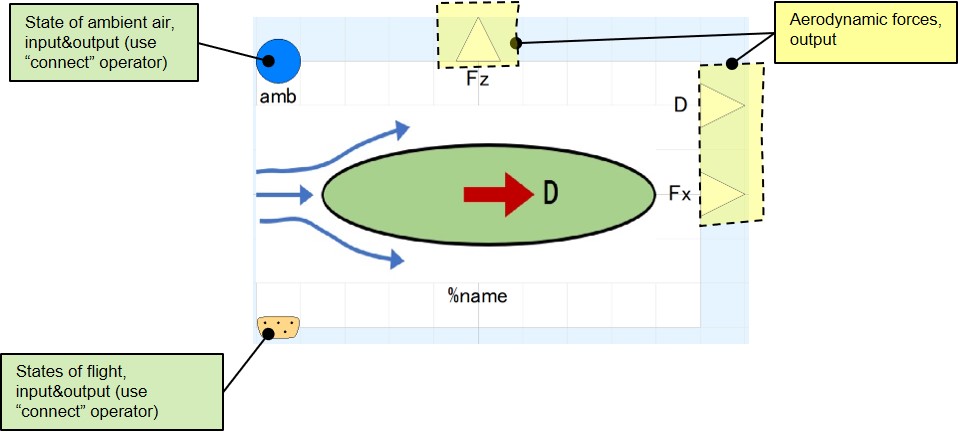 State of ambient air,
input&output (use
“connect” operator)
Aerodynamic forces,
output
amb
Fz
D
D
Fx
%name
States of flight,
input&output (use
“connect” operator)